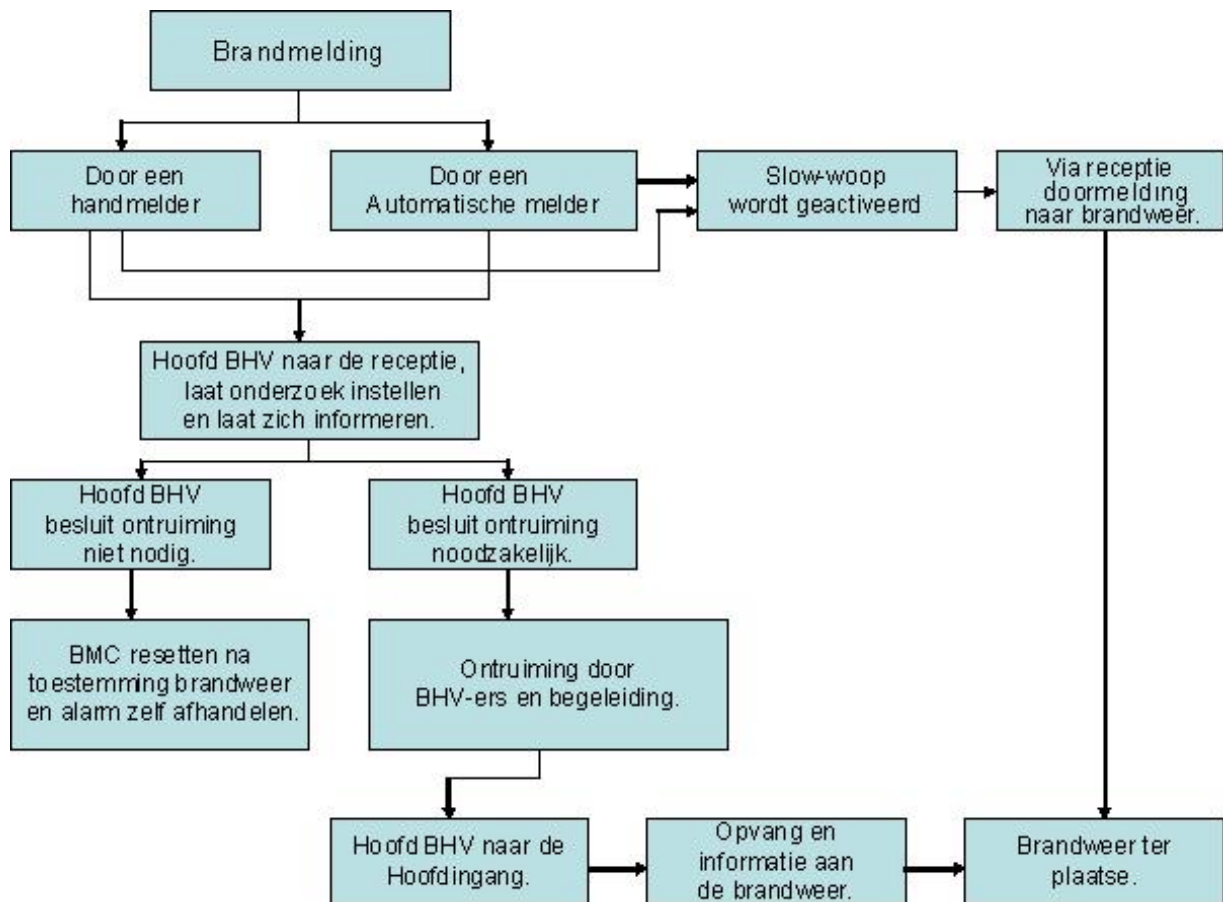 Brandmelding
Door een
handmelder
Door een
Automatische melder
Slow-woop
wordt geactiveerd
Via receptie
doormelding
naar brandweer.
Hoofd BHV naar de receptie,
laat onderzoek instellen
en laat zich informeren.
Hoofd BHV
besluit ontruiming
niet nodig.
Hoofd BHV
besluit ontruiming
noodzakelijk.
BMC resetten na
toestemming brandweer
en alarm zelf afhandelen.
Ontruiming door
BHV-ers en begeleiding.
Hoofd BHV naar de
Hoofdingang.
Opvang en
informatie aan
de brandweer.
Brandweer ter
plaatse.